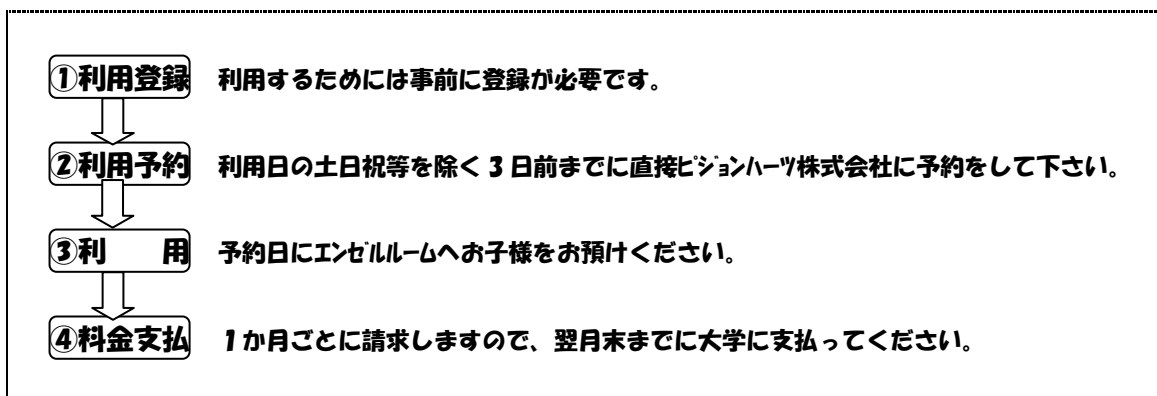 ①利用登録 利用するためには事前に登録が必要です。
②利用予約 利用日の土日祝等を除く3日前までに直接ﾋﾟｼﾞｮﾝﾊｰﾂ株式会社に予約をして下さい。
③利　用 予約日にｴﾝｾﾞﾙﾙｰﾑへお子様をお預けください。
④料金支払 1か月ごとに請求しますので、翌月末までに大学に支払ってください。